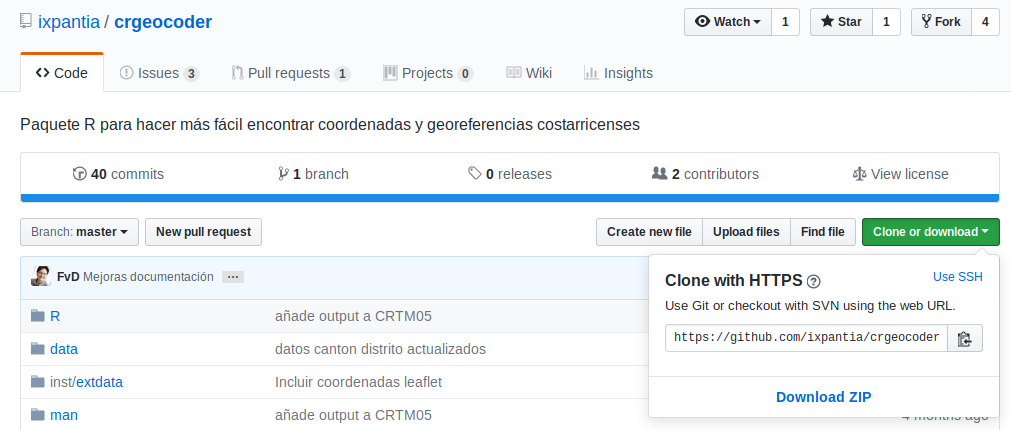 ixpantia / crgeocoder
Watch 1 Star 1 Fork 4
Code Issues 3 Pull requests 1 Projects 0 Wiki Insights
Paquete R para hacer más fácil encontrar coordenadas y georeferencias costarricenses
40 commits 1 branch 0 releases 2 contributors View license
Branch: master New pull request Create new file Upload files Find file Clone or download
FvD Mejoras documentación ...
Clone with HTTPS ? Use SSH
Use Git or checkout with SVN using the web URL.
https://github.com/ixpantia/crgeocoder
Download ZIP
R añade output a CRTM05
data datos canton distrito actualizados
inst/extdata Incluir coordenadas leaflet
man añade output a CRTM05 4 months ago